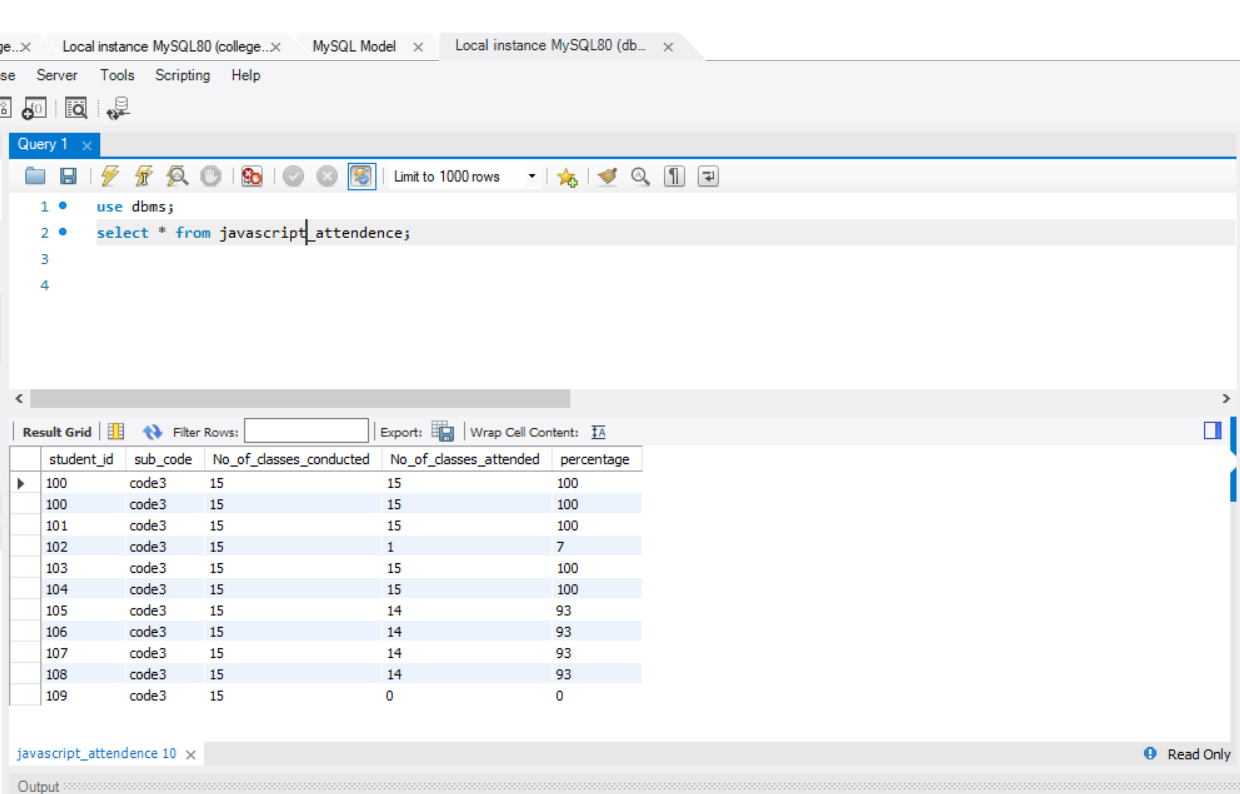 ge..× Local instance MySQL80 (college..× MySQL Model × Local instance MySQL80 (db... ×
se Server Tools Scripting Help
Query 1 ×
Limit to 1000 rows
1 use dbms;
2 select * from javascript_attendence;
3
4
Result Grid Filter Rows: Export: Wrap Cell Content: IA
student_id sub_code No_of_classes_conducted No_of_classes_attended percentage
100 code3 15 15 100
100 code3 15 15 100
101 code3 15 15 100
102 code3 15 1 7
103 code3 15 15 100
104 code3 15 15 100
105 code3 15 14 93
106 code3 15 14 93
107 code3 15 14 93
108 code3 15 14 93
109 code3 15 0 0
javascript_attendence 10 × Read Only
Output